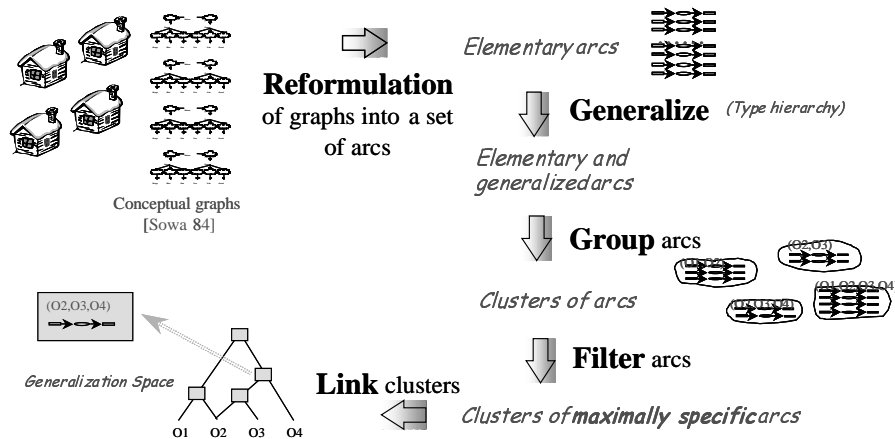 Reformulation
of graphs into a set
of arcs
Conceptual graphs
[Sowa 84]
Elementary arcs
Generalize (Type hierarchy)
Elementary and
generalized arcs
Group arcs
(O2,O3)
(O1,O2,O3,O4
Clusters of arcs
Filter arcs
Clusters of maximally specific arcs
Link clusters
(O2,O3,O4)
Generalization Space
O1 O2 O3 O4